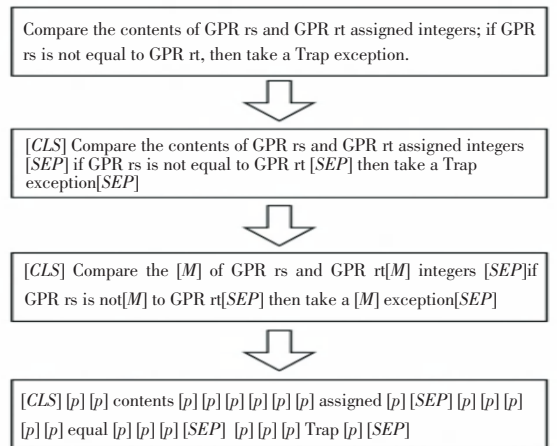 Compare the contents of GPR rs and GPR rt assigned integers; if GPR
rs is not equal to GPR rt, then take a Trap exception.
[CLS] Compare the contents of GPR rs and GPR rt assigned integers
[SEP] if GPR rs is not equal to GPR rt [SEP] then take a Trap
exception[SEP]
[CLS] Compare the [M] of GPR rs and GPR rt[M] integers [SEP]if
GPR rs is not[M] to GPR rt[SEP] then take a [M] exception[SEP]
[CLS] [p] [p] contents [p] [p] [p] [p] [p] [p] assigned [p] [SEP] [p] [p] [p]
[p] [p] equal [p] [p] [p] [SEP] [p] [p] [p] Trap [p] [SEP]